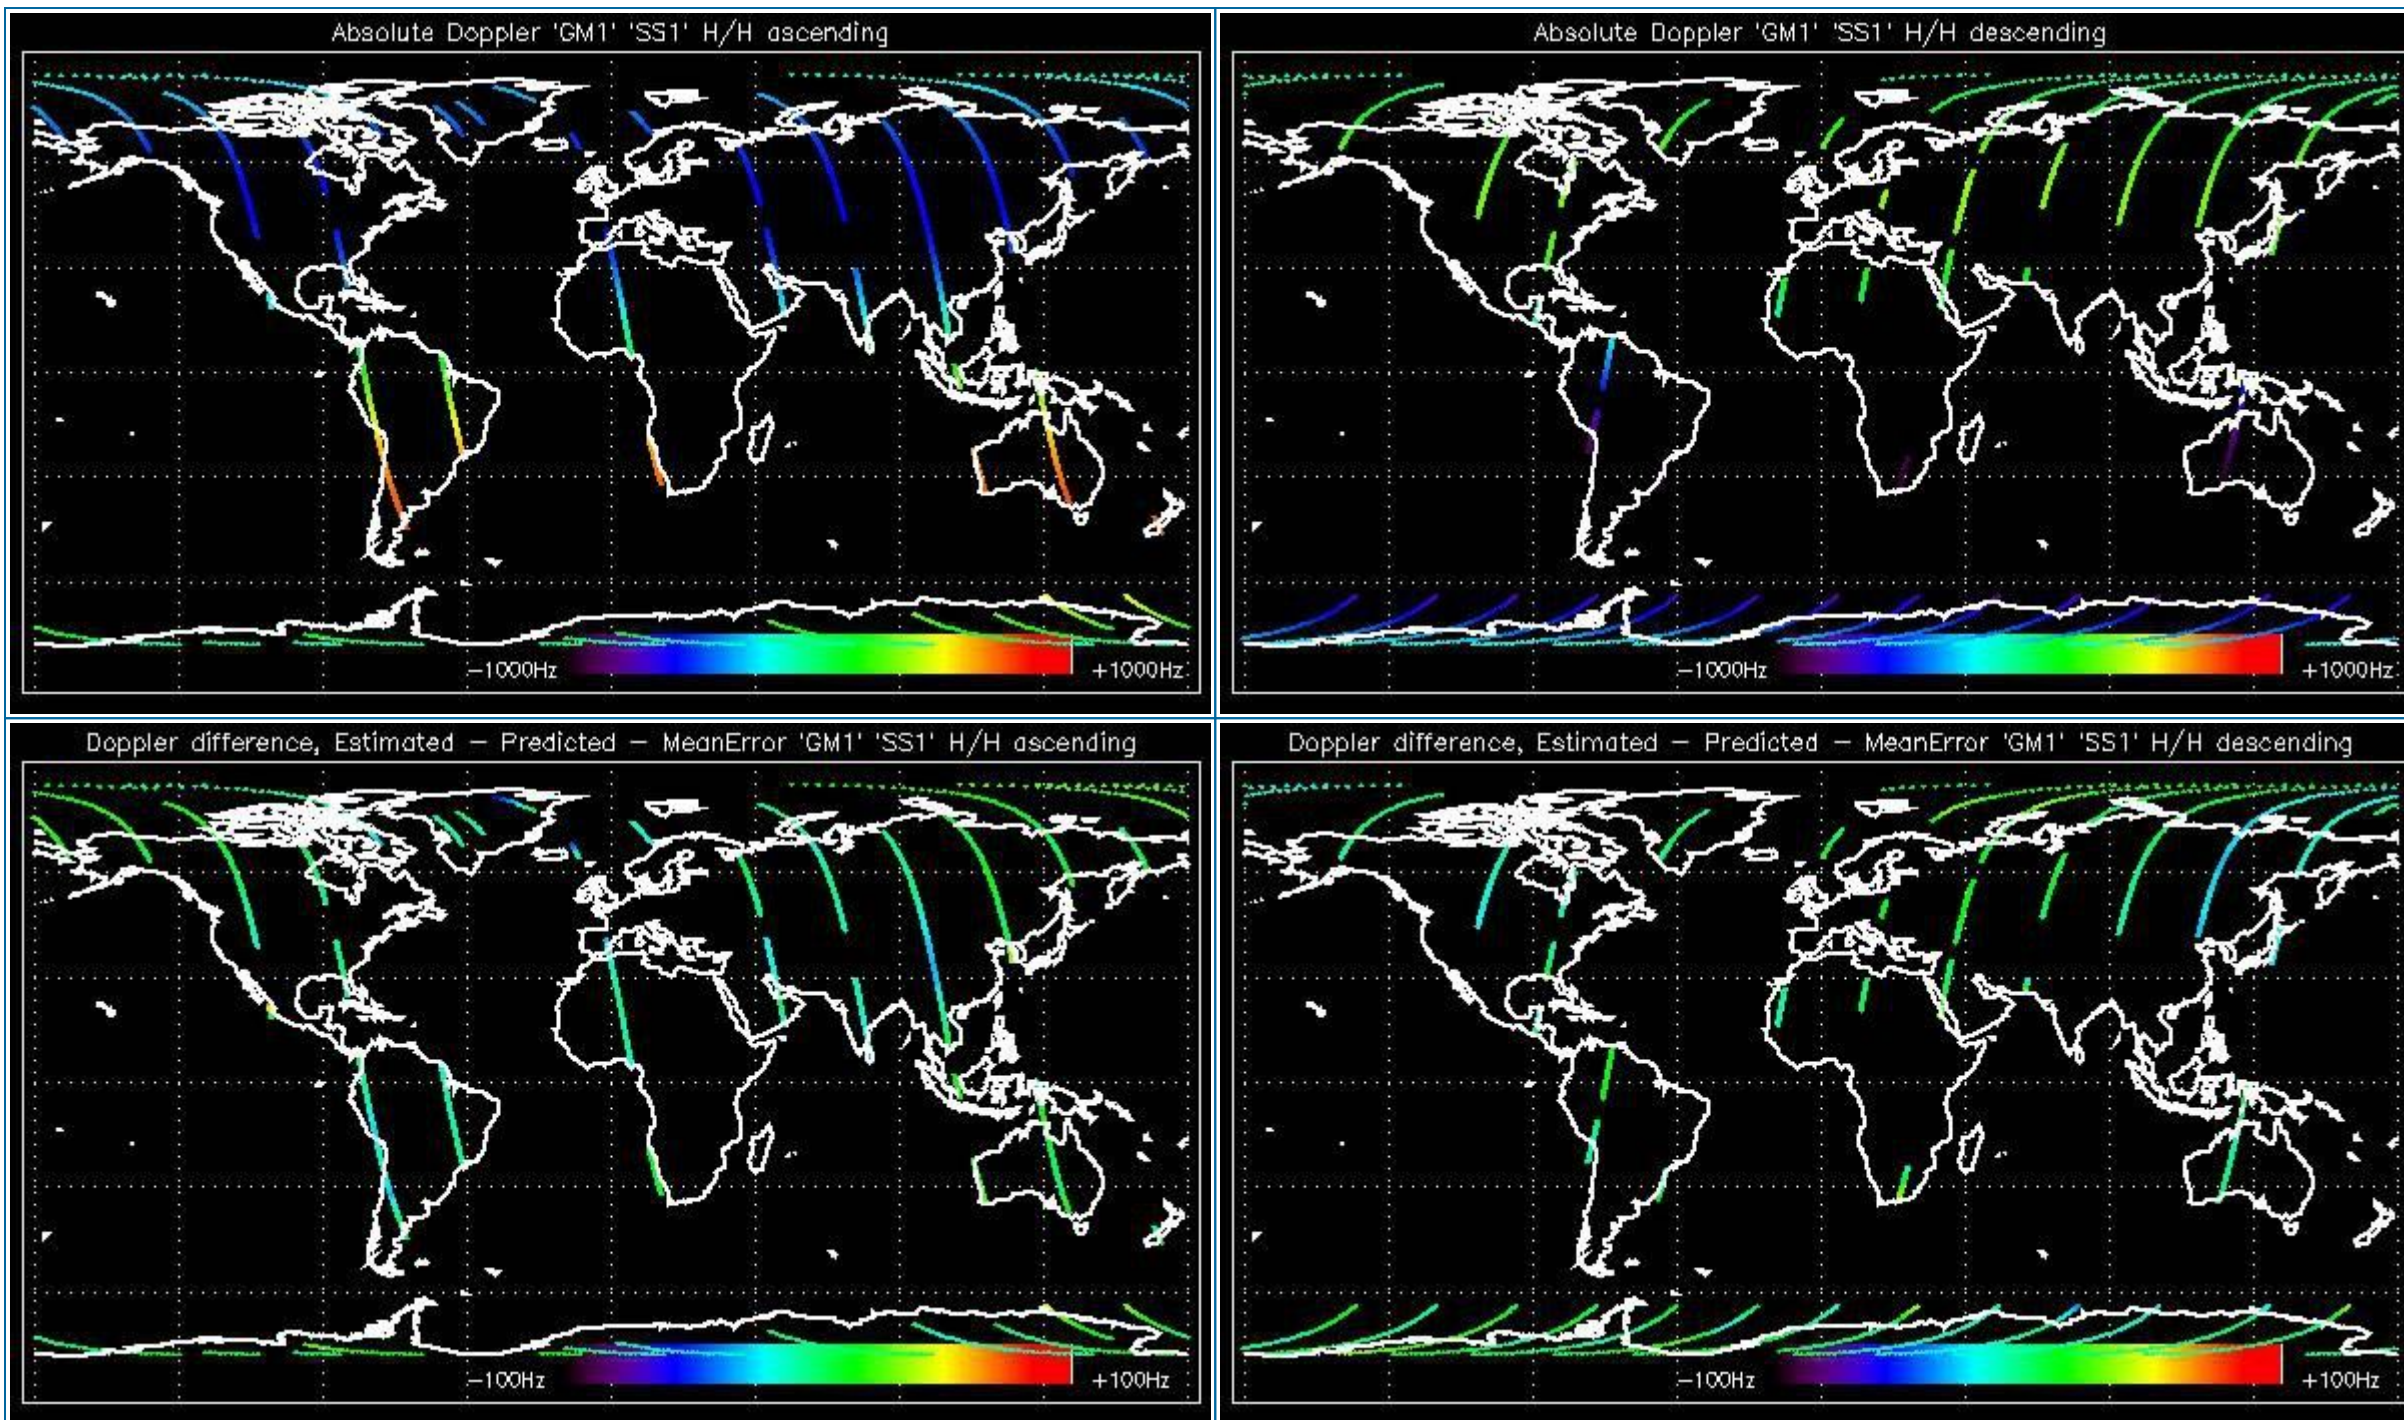 Absolute Doppler 'GM1' 'SS1' H/H ascending
-1000Hz
+1000Hz
Absolute Doppler 'GM1' 'SS1' H/H descending
-1000Hz
+1000Hz
Doppler difference, Estimated - Predicted - MeanError 'GM1' 'SS1' H/H ascending
-100Hz
+100Hz
Doppler difference, Estimated - Predicted - MeanError 'GM1' 'SS1' H/H descending
-100Hz
+100Hz